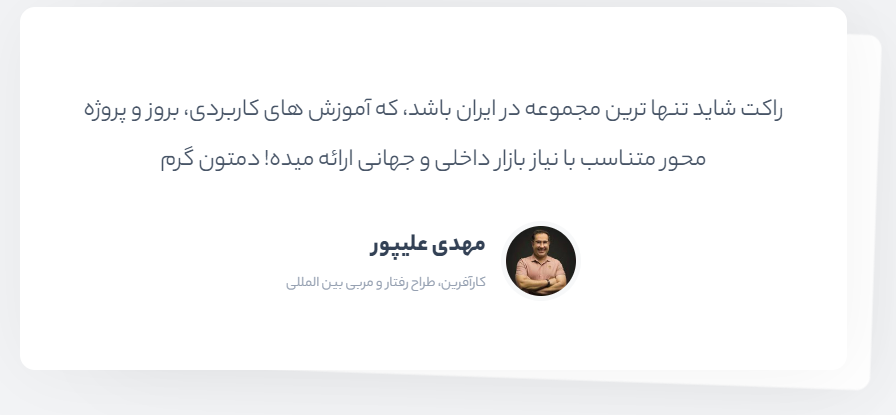 راکت شاید تنها ترین مجموعه در ایران باشد، که آموزش های کاربردی، بروز و پروژه
محور متناسب با نیاز بازار داخلی و جهانی ارائه میده! دمتون گرم
مهدی علیپور
کارآفرین، طراح رفتار و مربی بین المللی